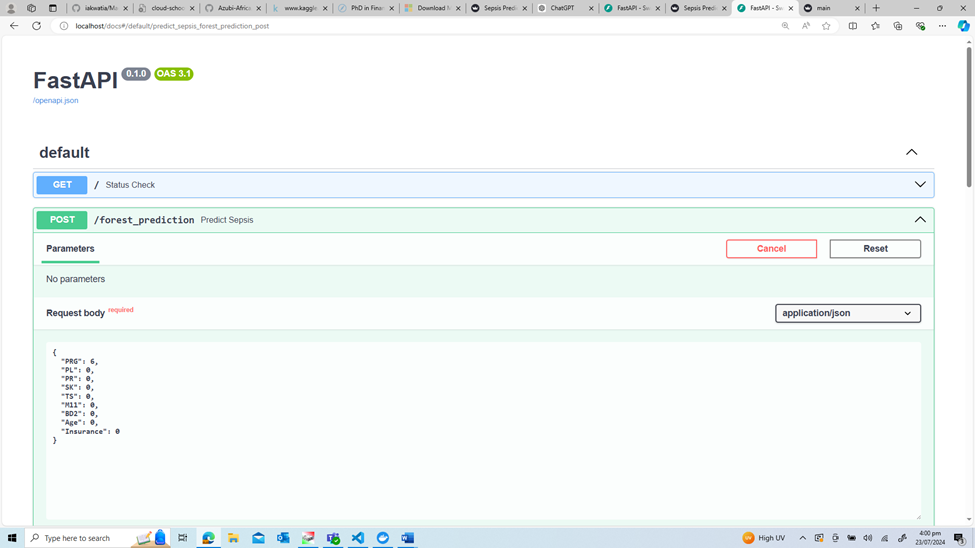 iakwatia/Ma
cloud-schoo
Azubi-Africa
www.kaggle
PhD in Finan
Download M
Sepsis Predic
ChatGPT
FastAPI - Sw
Sepsis Predi
FastAPI - Sw
main
localhost/docs#/default/predict_sepsis_forest_prediction_post
FastAPI 0.1.0 OAS 3.1
/openapi.json
default
GET / Status Check
POST /forest_prediction Predict Sepsis
Parameters Cancel Reset
No parameters
Request body required application/json
{
"PRG": 6,
"PL": 0,
"PR": 0,
"SK": 0,
"TS": 0,
"M11": 0,
"BD2": 0,
"Age": 0,
"Insurance": 0
}
Type here to search
High UV
4:00 pm
23/07/2024